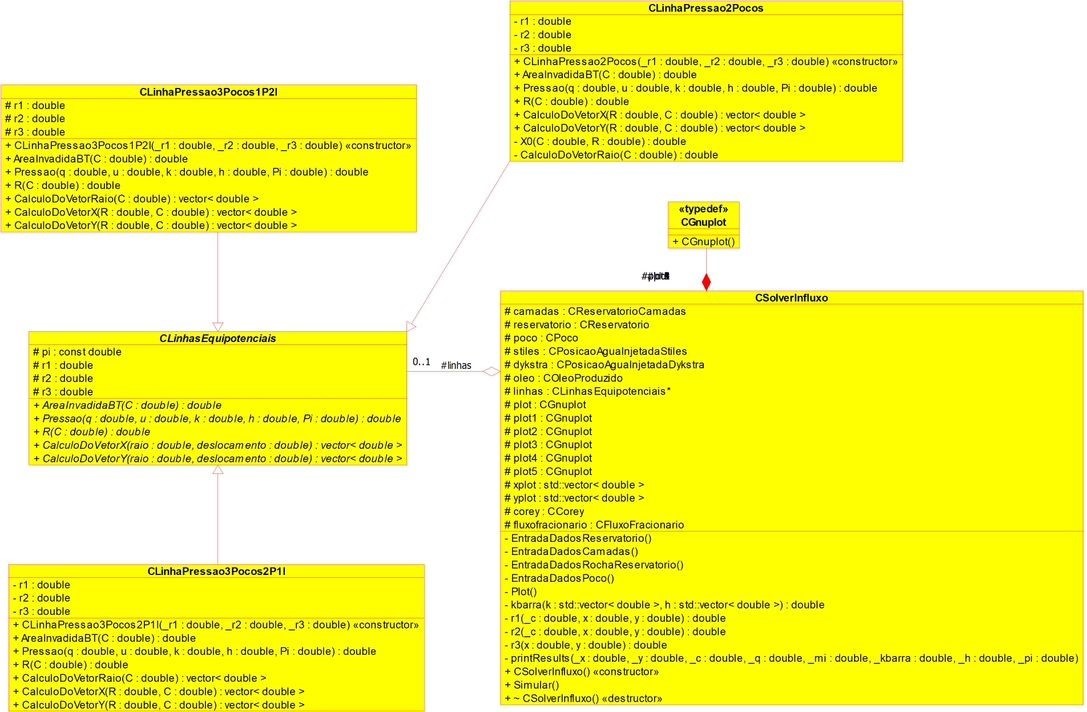 CLinhaPressao2Pocos
- r1 : double
- r2 : double
- r3 : double
+ CLinhaPressao2Pocos(_r1 : double, _r2 : double, _r3 : double) «constructor»
+ AreaInvadidaBT(C : double) : double
+ Pressao(q : double, u : double, k : double, h : double, Pi : double) : double
+ R(C : double) : double
+ CalculoDoVetorX(R : double, C : double) : vector< double >
+ CalculoDoVetorY(R : double, C : double) : vector< double >
- X0(C : double, R : double) : double
- CalculoDoVetorRaio(C : double) : double
CLinhaPressao3Pocos1P2I
# r1 : double
# r2 : double
# r3 : double
+ CLinhaPressao3Pocos1P2I(_r1 : double, _r2 : double, _r3 : double) «constructor»
+ AreaInvadidaBT(C : double) : double
+ Pressao(q : double, u : double, k : double, h : double, Pi : double) : double
+ R(C : double) : double
+ CalculoDoVetorRaio(C : double) : vector< double >
+ CalculoDoVetorX(R : double, C : double) : vector< double >
+ CalculoDoVetorY(R : double, C : double) : vector< double >
«typedef»
CGnuplot
+ CGnuplot()
CLinhasEquipotenciais
# pi : const double
# r1 : double
# r2 : double
# r3 : double
+ AreaInvadidaBT(C : double) : double
+ Pressao(q : double, u : double, k : double, h : double, Pi : double) : double
+ R(C : double) : double
+ CalculoDoVetorX(raio : double, deslocamento : double) : vector< double >
+ CalculoDoVetorY(raio : double, deslocamento : double) : vector< double >
0..1
#linhas
CSolverInfluxo
# camadas : CReservatorioCamadas
# reservatorio : CReservatorio
# poco : CPoco
# stiles : CPosicaoAguaInjetadaStiles
# dykstra : CPosicaoAguaInjetadaDykstra
# oleo : COleoProduzido
# linhas : CLinhasEquipotenciais*
# plot : CGnuplot
# plot1 : CGnuplot
# plot2 : CGnuplot
# plot3 : CGnuplot
# plot4 : CGnuplot
# plot5 : CGnuplot
# xplot : std::vector< double >
# yplot : std::vector< double >
# corey : CCorey
# fluxofracionario : CFluxoFracionario
- EntradaDadosReservatorio()
- EntradaDadosCamadas()
- EntradaDadosRochaReservatorio()
- EntradaDadosPoco()
- Plot()
- kbarra(k : std::vector< double >, h : std::vector< double >) : double
- r1(_c : double, x : double, y : double) : double
- r2(_c : double, x : double, y : double) : double
- r3(x : double, y : double) : double
- printResults(_x : double, _y : double, _c : double, _q : double, _mi : double, _kbarra : double, _h : double, _pi : double)
+ CSolverInfluxo() «constructor»
+ Simular()
+ ~ CSolverInfluxo() «destructor»
CLinhaPressao3Pocos2P1I
- r1 : double
- r2 : double
- r3 : double
+ CLinhaPressao3Pocos2P1I(_r1 : double, _r2 : double, _r3 : double) «constructor»
+ AreaInvadidaBT(C : double) : double
+ Pressao(q : double, u : double, k : double, h : double, Pi : double) : double
+ R(C : double) : double
+ CalculoDoVetorRaio(C : double) : vector< double >
+ CalculoDoVetorX(R : double, C : double) : vector< double >
+ CalculoDoVetorY(R : double, C : double) : vector< double >